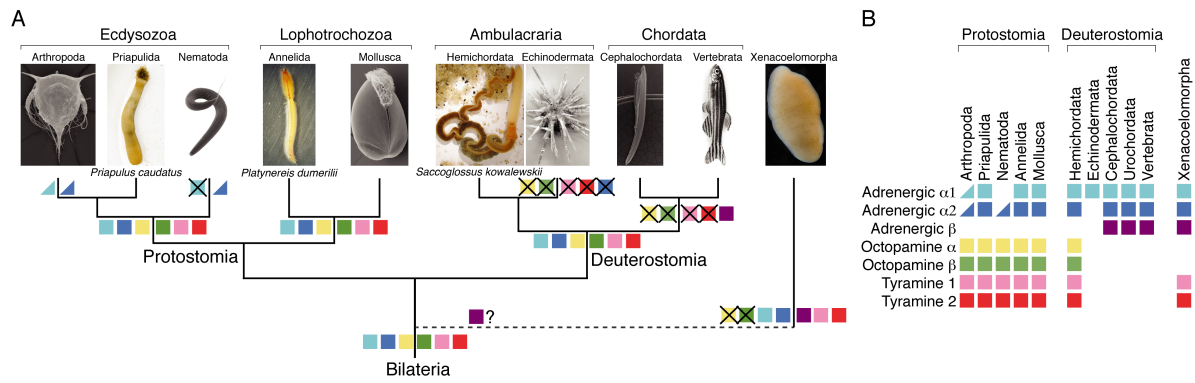 A
Ecdysozoa Lophotrochozoa Ambulacraria Chordata
Arthropoda Priapulida Nematoda Annelida Mollusca Hemichordata Echinodermata Cephalochordata Vertebrata Xenacoelomorpha
Priapulus caudatus Platynereis dumerilii Saccoglossus kowalewskii
Protostomia Deuterostomia
?
Bilateria
B
Protostomia Deuterostomia
Arthropoda
Priapulida
Nematoda
Annelida
Mollusca
Hemichordata
Echinodermata
Cephalochordata
Urochordata
Vertebrata
Xenacoelomorpha
Adrenergic α1
Adrenergic α2
Adrenergic β
Octopamine α
Octopamine β
Tyramine 1
Tyramine 2